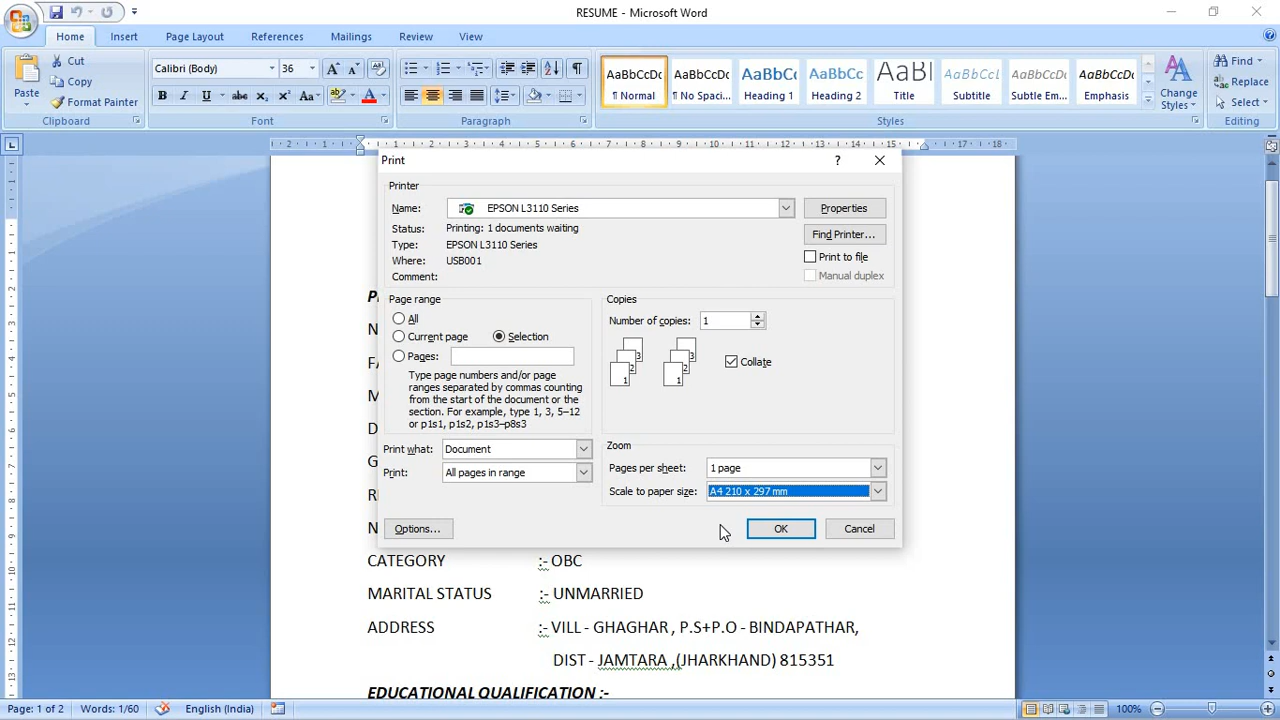 RESUME - Microsoft Word
Home Insert Page Layout References Mailings Review View
Paste
Cut
Copy
Format Painter
Clipboard
Calibri (Body) 36
Font
Paragraph
AaBbCcDc AaBbCcDc AaBbCc AaBbCc AaBl AaBbCc. AaBbCcDc AaBbCcDc
¶ Normal ¶ No Spaci... Heading 1 Heading 2 Title Subtitle Subtle Em... Emphasis
Change Styles
Styles
Find
Replace
Select
Editing
Print
Printer
Name: EPSON L3110 Series
Properties
Status: Printing: 1 documents waiting
Find Printer...
Type: EPSON L3110 Series
Where: USB001
Print to file
Comment:
Manual duplex
Page range
All
Current page Selection
Pages:
Type page numbers and/or page
ranges separated by commas counting
from the start of the document or the
section. For example, type 1, 3, 5–12
or p1s1, p1s2, p1s3–p8s3
Copies
Number of copies: 1
Collate
Print what: Document
Print: All pages in range
Zoom
Pages per sheet: 1 page
Scale to paper size: A4 210 x 297 mm
Options... OK Cancel
CATEGORY :- OBC
MARITAL STATUS :- UNMARRIED
ADDRESS :- VILL - GHAGHAR , P.S+P.O - BINDAPATHAR,
DIST - JAMTARA ,(JHARKHAND) 815351
EDUCATIONAL QUALIFICATION :-
Page: 1 of 2 Words: 1/60 English (India) 100%